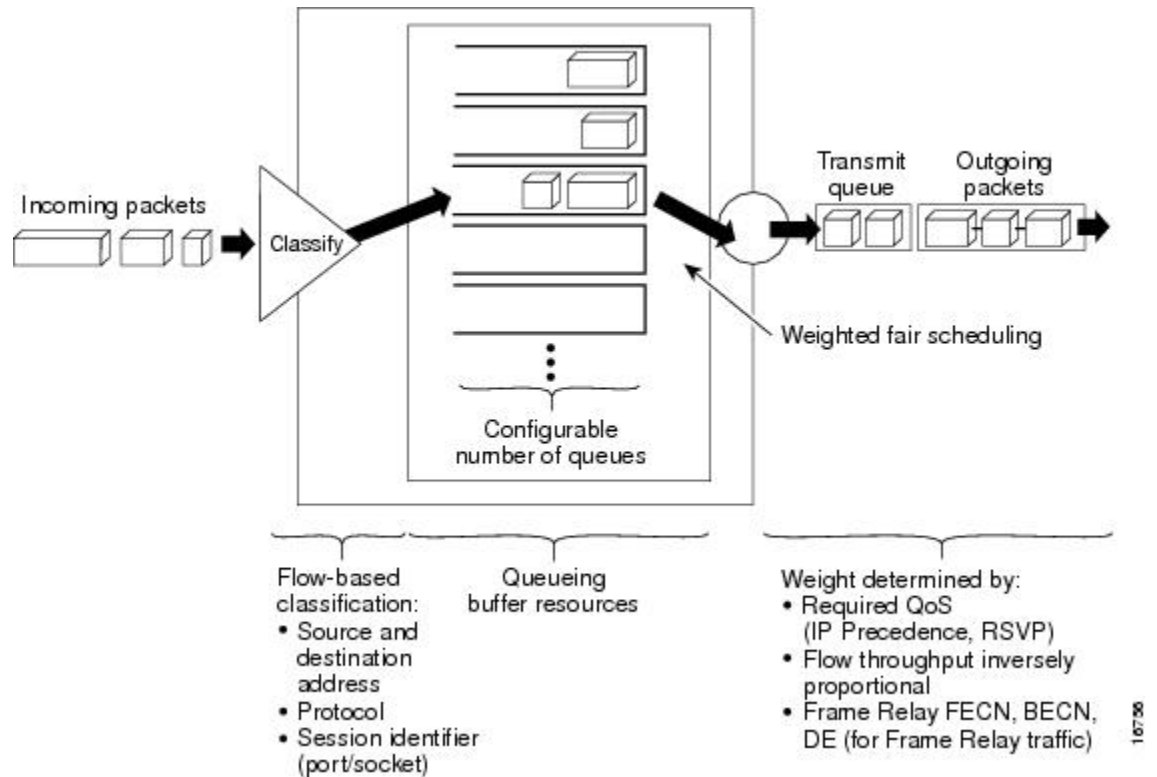 Incoming packets
Classify
Transmit
queue
Outgoing
packets
Weighted fair scheduling
Configurable
number of queues
Flow-based
classification:
• Source and
destination
address
• Protocol
• Session identifier
(port/socket)
Queueing
buffer resources
Weight determined by:
• Required QoS
(IP Precedence, RSVP)
• Flow throughput inversely
proportional
• Frame Relay FECN, BECN,
DE (for Frame Relay traffic)
16756